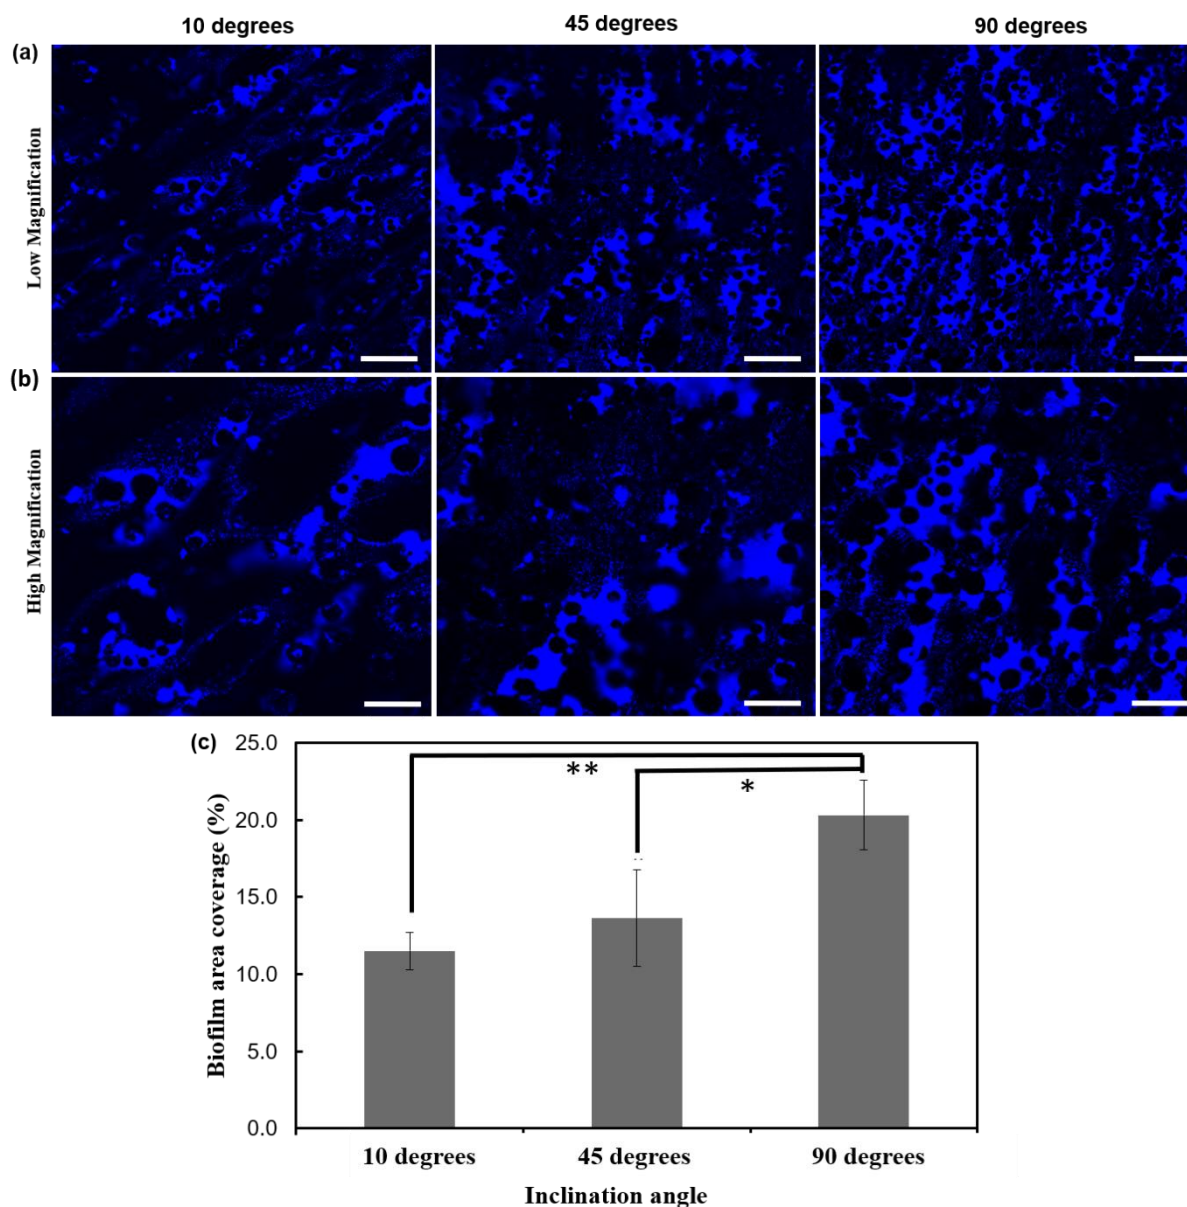 10 degrees 45 degrees 90 degrees
(a)
Low Magnification
(b)
High Magnification
(c)
25.0
20.0
15.0
10.0
5.0
0.0
Biofilm area coverage (%)
**
*
10 degrees 45 degrees 90 degrees
Inclination angle